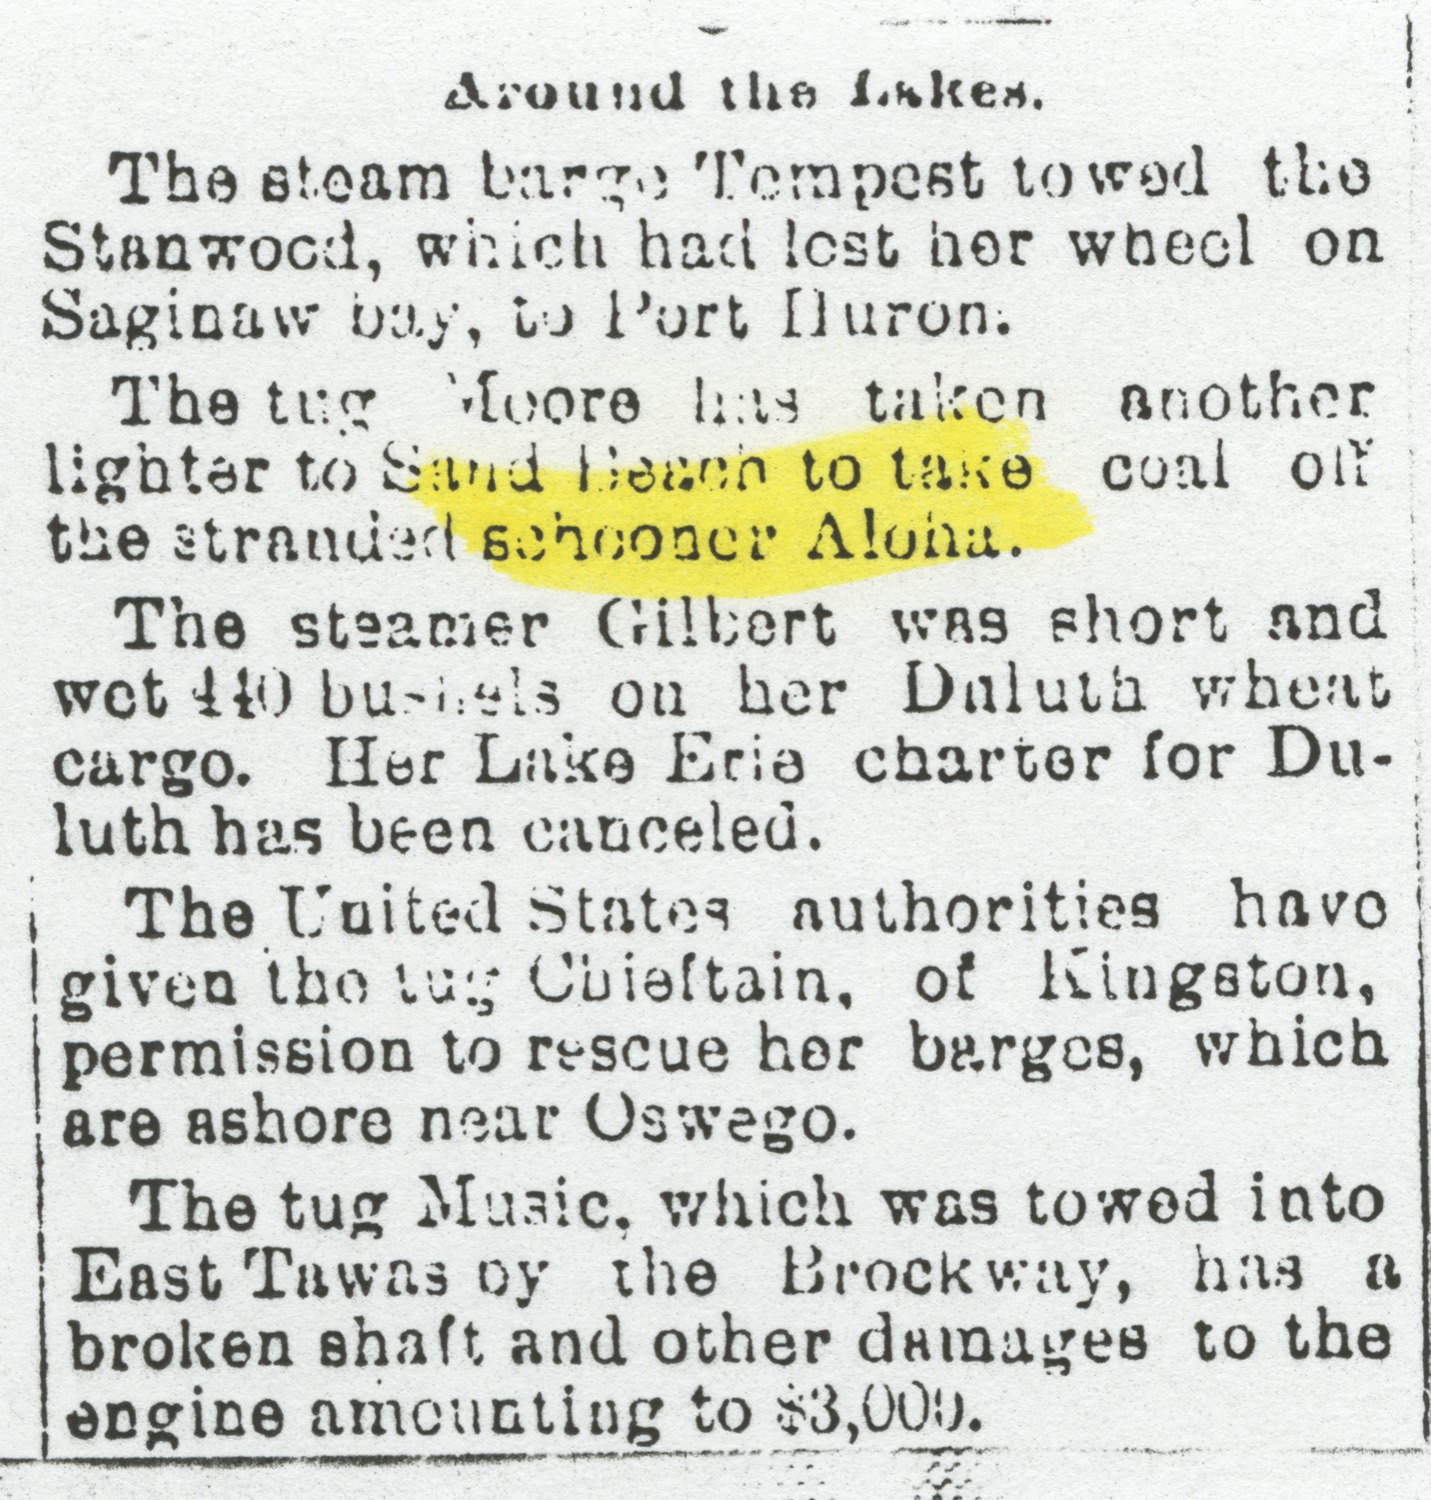 Around the Lakes.
The steam barge Tempest towed the
Stanwood, which had lost her wheel on
Saginaw bay, to Port Huron.
The tug Moore has taken another
lighter to Sand Beach to take coal off
the stranded schooner Aloha.
The steamer Gilbert was short and
wet 440 bushels on her Duluth wheat
cargo. Her Lake Erie charter for Du-
luth has been canceled.
The United States authorities have
given the tug Chieftain, of Kingston,
permission to rescue her barges, which
are ashore near Oswego.
The tug Music, which was towed into
East Tawas by the Brockway, has a
broken shaft and other damages to the
engine amounting to $3,000.